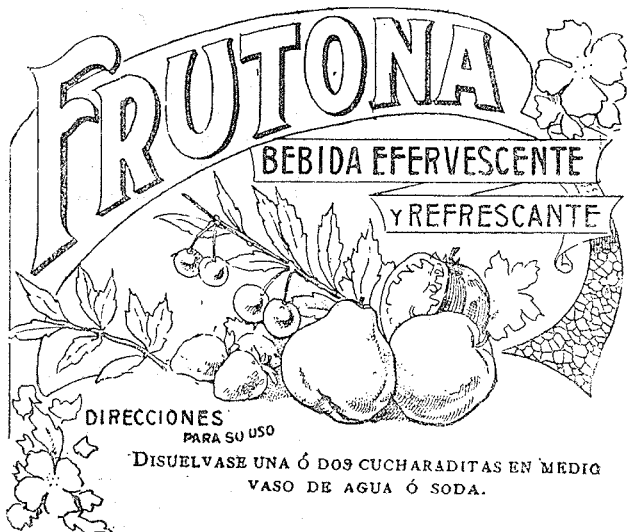 FRUTONA
BEBIDA EFERVESCENTE
Y REFRESCANTE
DIRECCIONES
PARA SU USO
DISUELVASE UNA Ó DOS CUCHARADITAS EN MEDIO
VASO DE AGUA Ó SODA.